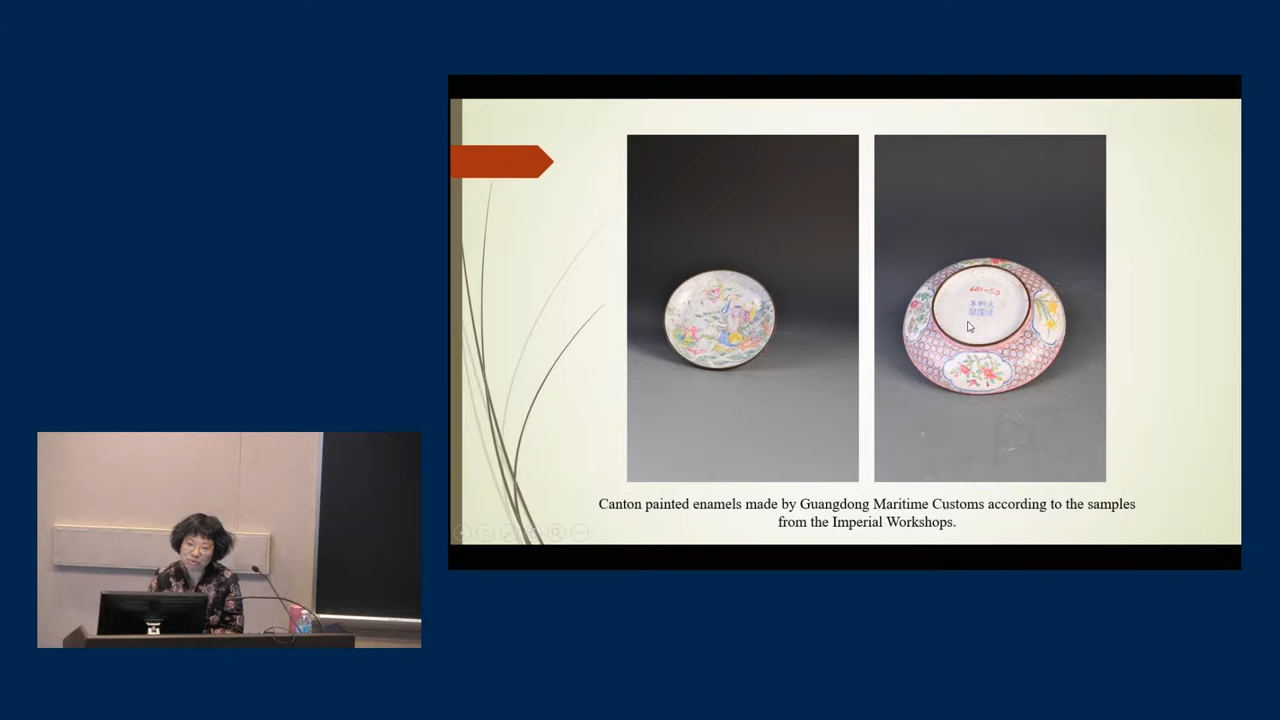 Canton painted enamels made by Guangdong Maritime Customs according to the samples
from the Imperial Workshops.